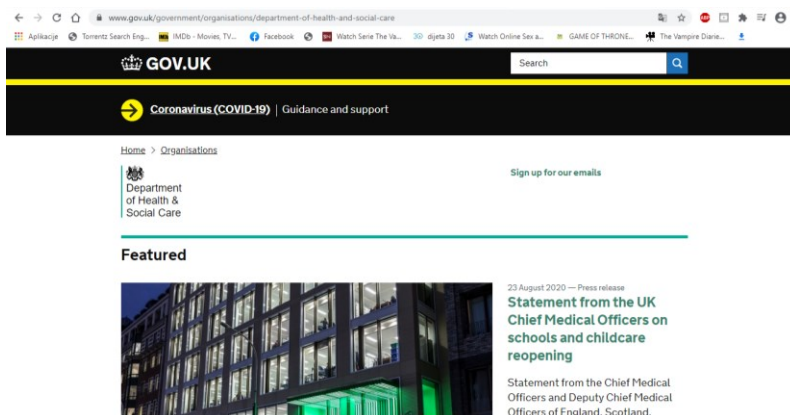 www.gov.uk/government/organisations/department-of-health-and-social-care
Aplikacije Torrentz Search Eng... IMDb - Movies, TV... Facebook Watch Serie The Va... dijeta 30 Watch Online Sex a... GAME OF THRONE... The Vampire Diarie...
GOV.UK
Search
Coronavirus (COVID-19) | Guidance and support
Home > Organisations
Department
of Health &
Social Care
Sign up for our emails
Featured
23 August 2020 — Press release
Statement from the UK
Chief Medical Officers on
schools and childcare
reopening
Statement from the Chief Medical
Officers and Deputy Chief Medical
Officers of England, Scotland,